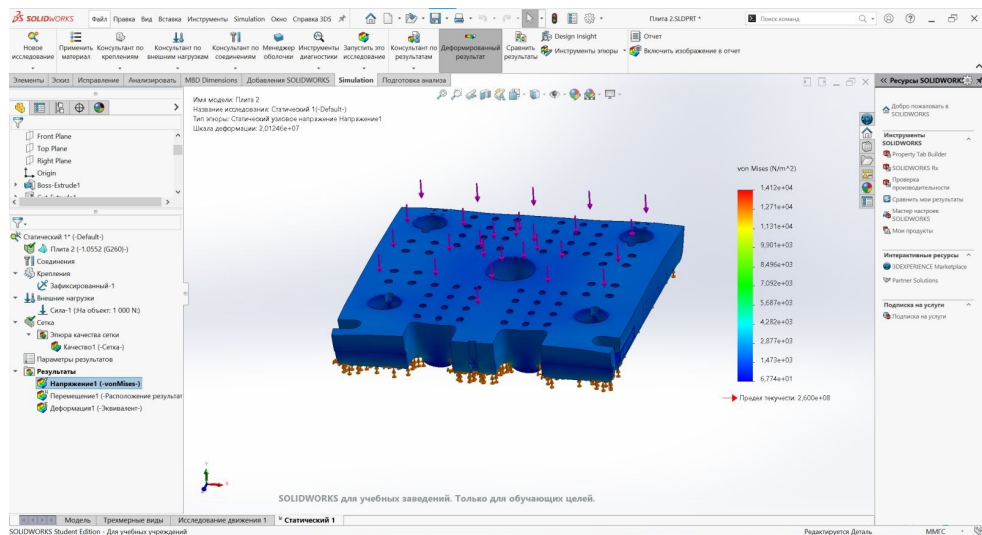 SOLIDWORKS Файл Правка Вид Вставка Инструменты Simulation Окно Справка 3DS Плита 2.SLDPRT * Поиск команд
Новое исследование
Применить материал
Консультант по креплениям
Консультант по внешним нагрузкам
Консультант по соединениям
Менеджер оболочки
Инструменты диагностики
Запустить это исследование
Консультант по результатам
Деформированный результат
Сравнить результаты
Design Insight
Инструменты эпюры
Отчет
Включить изображение в отчет
Элементы Эскиз Исправление Анализировать MBD Dimensions Добавления SOLIDWORKS Simulation Подготовка анализа
Front Plane
Top Plane
Right Plane
Origin
Boss-Extrude1
Статический 1* (-Default-)
Плита 2 (-1.0552 (G260)-)
Соединения
Крепления
Зафиксированный-1
Внешние нагрузки
Сила-1 (:На объект: 1 000 N:)
Сетка
Эпюра качества сетки
Качество1 (-Сетка-)
Параметры результатов
Результаты
Напряжение1 (-vonMises-)
Перемещение1 (-Расположение результат
Деформация1 (-Эквивалент-)
Имя модели: Плита 2
Название исследования: Статический 1(-Default-)
Тип эпюры: Статический узловое напряжение Напряжение1
Шкала деформации: 2,01246e+07
von Mises (N/m^2)
1,412e+04
1,271e+04
1,131e+04
9,901e+03
8,496e+03
7,092e+03
5,687e+03
4,282e+03
2,877e+03
1,473e+03
6,774e+01
Предел текучести: 2,600e+08
SOLIDWORKS для учебных заведений. Только для обучающих целей.
Ресурсы SOLIDWORKS
Добро пожаловать в
SOLIDWORKS
Инструменты
SOLIDWORKS
Property Tab Builder
SOLIDWORKS Rx
Проверка
производительности
Сравнить мои результаты
Мастер настроек
SOLIDWORKS
Мои продукты
Интерактивные ресурсы
3DEXPERIENCE Marketplace
Partner Solutions
Подписка на услуги
Подписка на услуги
Модель Трехмерные виды Исследование движения 1 Статический 1
SOLIDWORKS Student Edition - Для учебных учреждений Редактируется Деталь ММГС